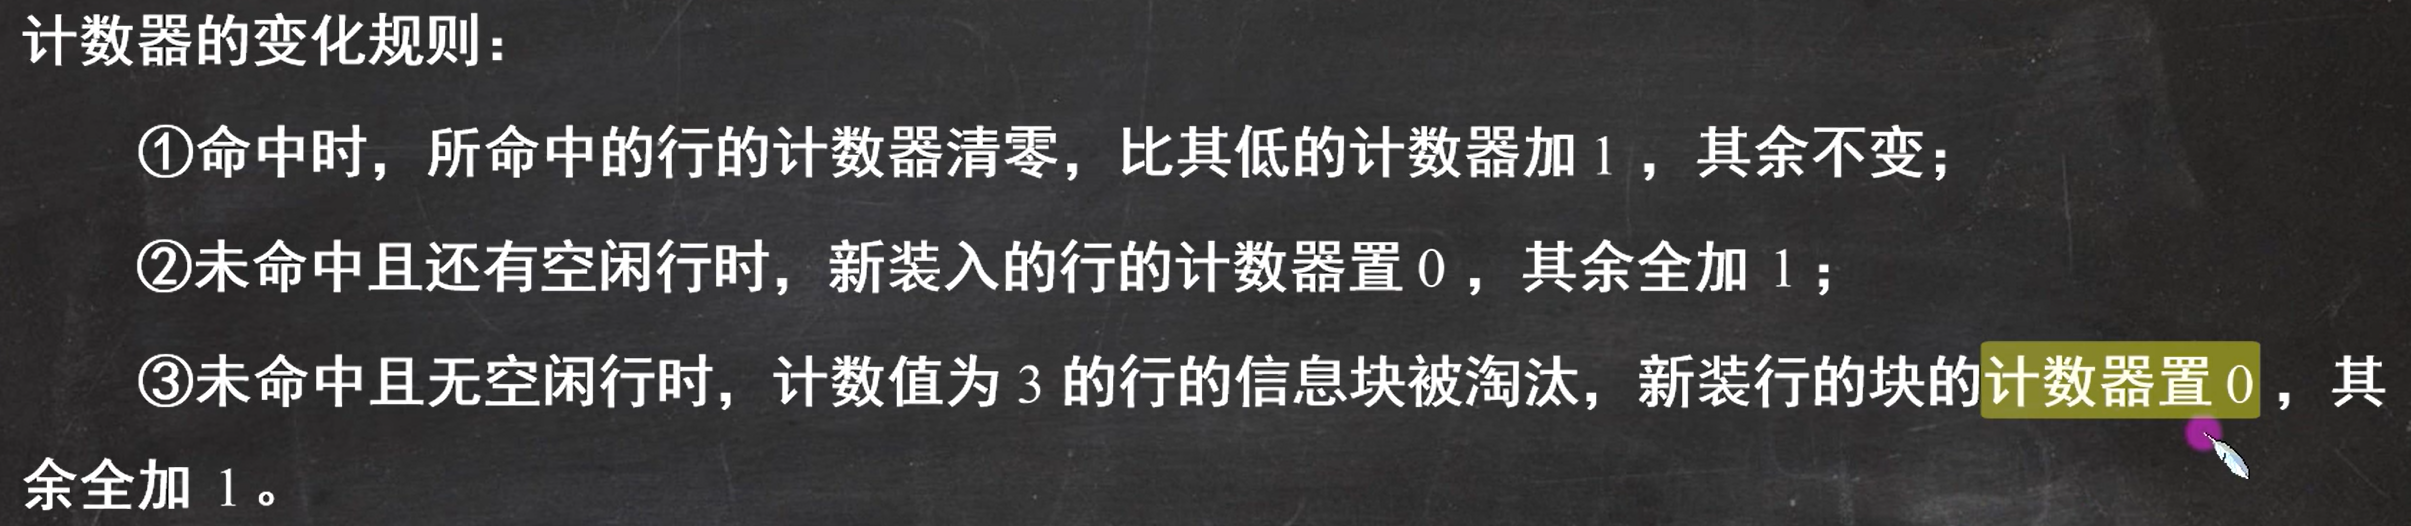 计数器的变化规则：
①命中时，所命中的行的计数器清零，比其低的计数器加 1 ，其余不变；
②未命中且还有空闲行时，新装入的行的计数器置 0 ，其余全加 1 ；
③未命中且无空闲行时，计数值为 3 的行的信息块被淘汰，新装行的块的计数器置 0 ，其
余全加 1 。